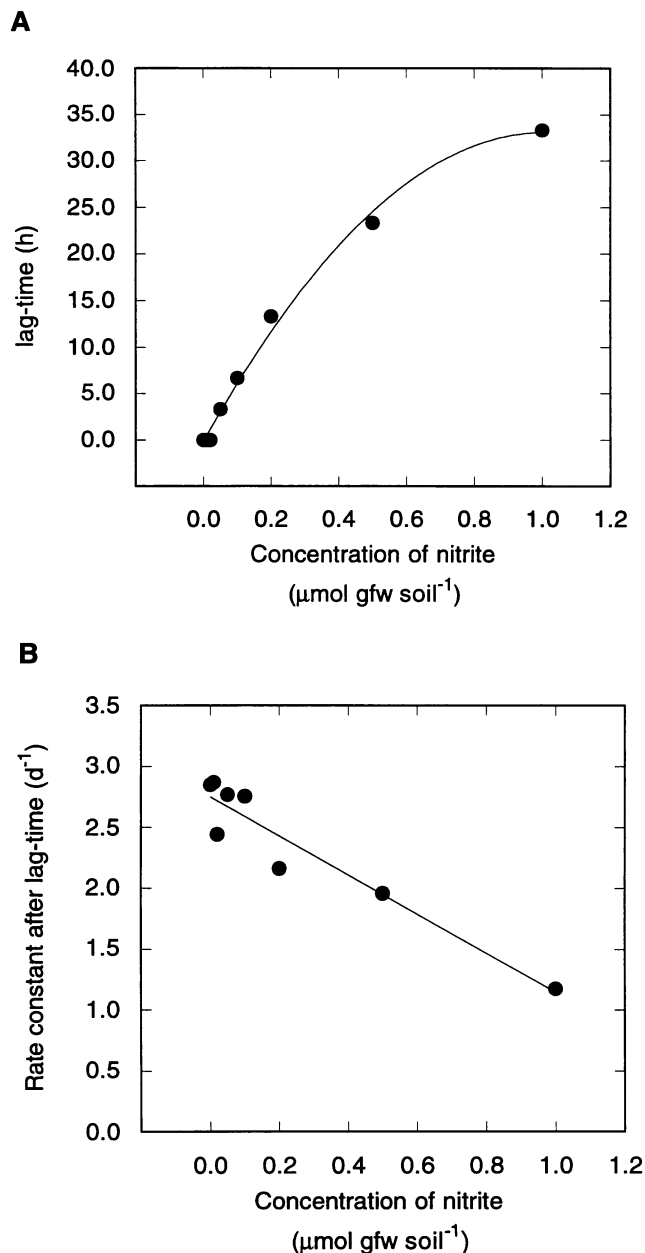 A
40.0
35.0
30.0
25.0
20.0
15.0
10.0
5.0
0.0
lag-time (h)
0.0 0.2 0.4 0.6 0.8 1.0 1.2
Concentration of nitrite
(μmol gfw soil⁻¹)
B
3.5
3.0
2.5
2.0
1.5
1.0
0.5
0.0
Rate constant after lag-time (d⁻¹)
0.0 0.2 0.4 0.6 0.8 1.0 1.2
Concentration of nitrite
(μmol gfw soil⁻¹)